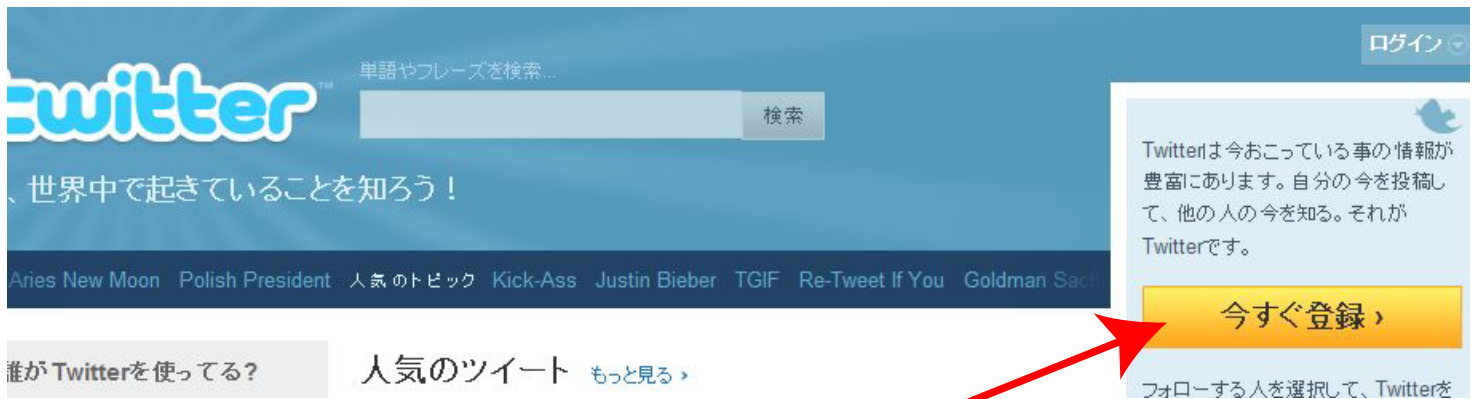 ログイン
twitter™
単語やフレーズを検索...
検索
、世界中で起きていることを知ろう！
Aries New Moon Polish President 人気のトピック Kick-Ass Justin Bieber TGIF Re-Tweet If You Goldman Sach
Twitterは今おこっている事の情報が
豊富にあります。自分の今を投稿し
て、他の人の今を知る。それが
Twitterです。
今すぐ登録 ›
フォローする人を選択して、Twitterを
誰が Twitterを使ってる?
人気のツイート もっと見る ›